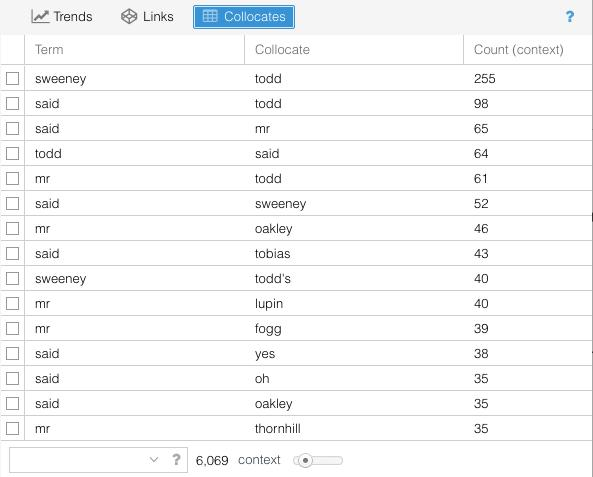 Trends Links Collocates ?
Term Collocate Count (context)
sweeney todd 255
said todd 98
said mr 65
todd said 64
mr todd 61
said sweeney 52
mr oakley 46
said tobias 43
sweeney todd's 40
mr lupin 40
mr fogg 39
said yes 38
said oh 35
said oakley 35
mr thornhill 35
? 6,069 context